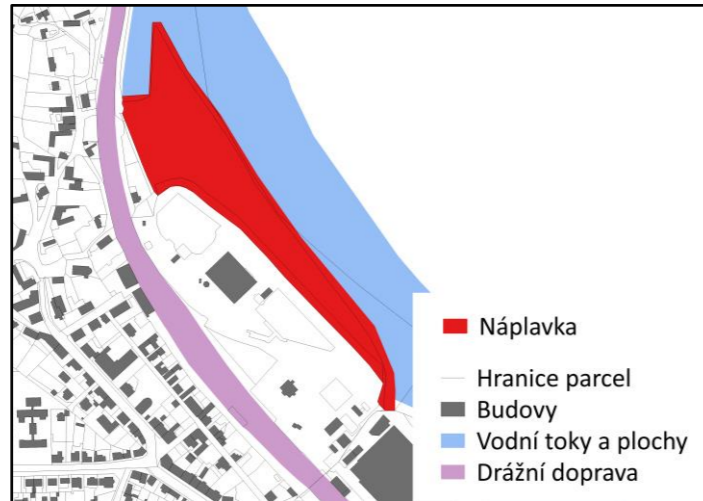 Náplavka
Hranice parcel
Budovy
Vodní toky a plochy
Drážní doprava